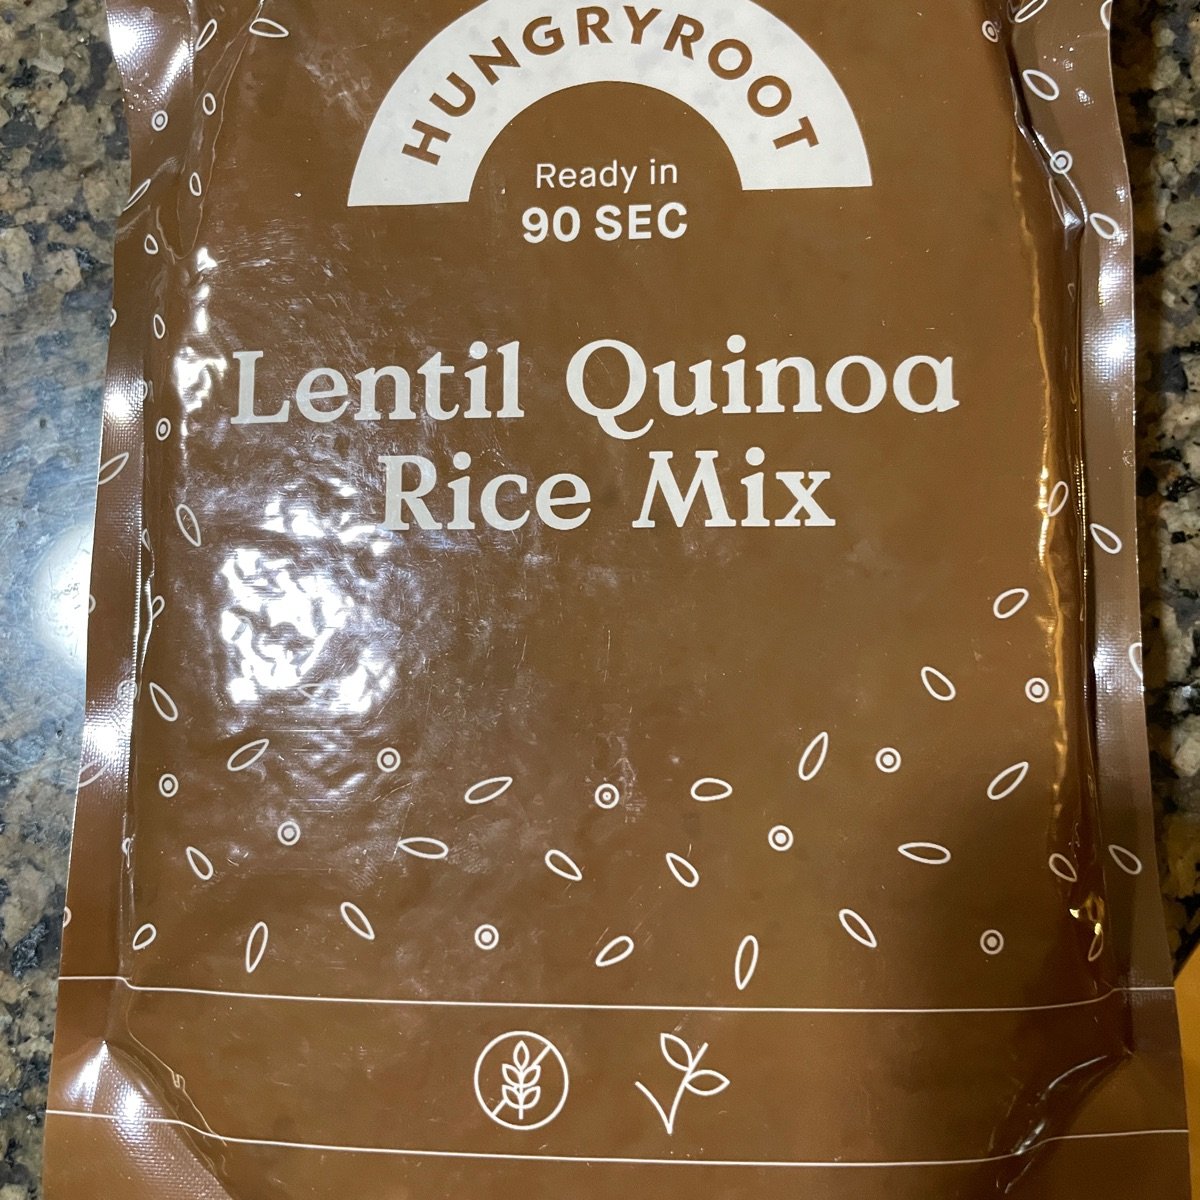 HUNGRYROOT
Ready in
90 SEC
Lentil Quinoa
Rice Mix